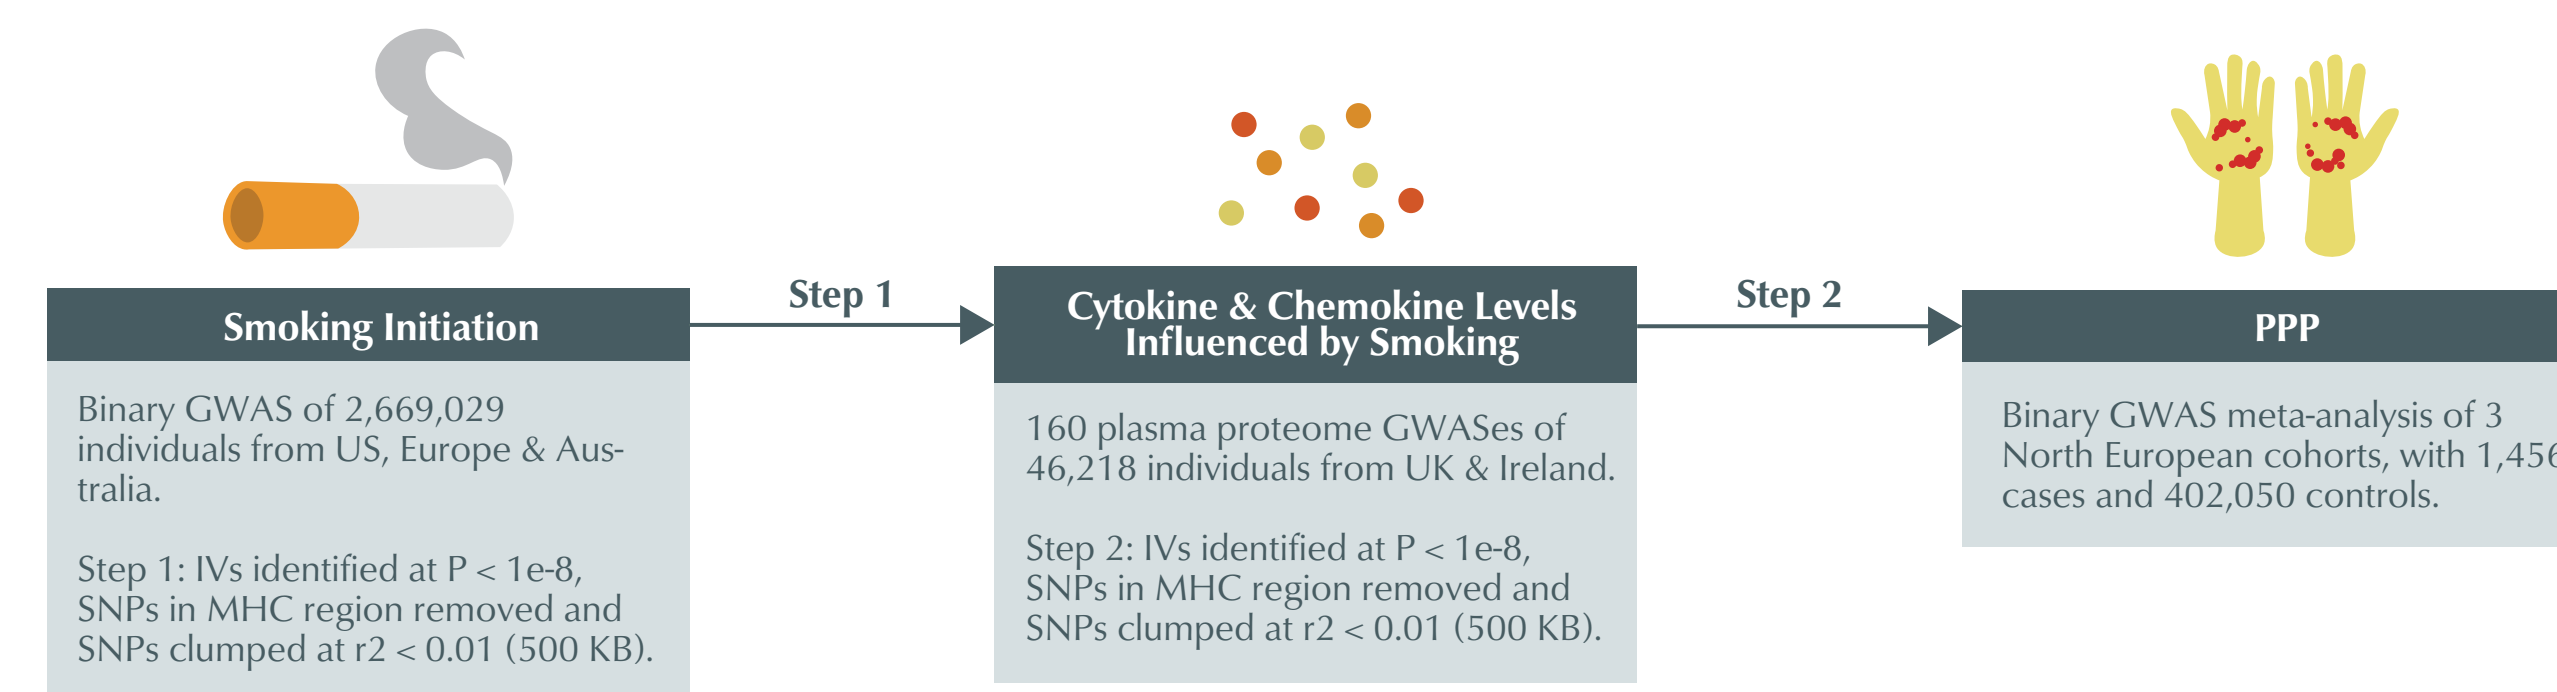 Step 1
Step 2
Smoking Initiation
Binary GWAS of 2,669,029
individuals from US, Europe & Aus-
tralia.
Step 1: IVs identified at P < 1e-8,
SNPs in MHC region removed and
SNPs clumped at r2 < 0.01 (500 KB).
Cytokine & Chemokine Levels
Influenced by Smoking
160 plasma proteome GWASes of
46,218 individuals from UK & Ireland.
Step 2: IVs identified at P < 1e-8,
SNPs in MHC region removed and
SNPs clumped at r2 < 0.01 (500 KB).
PPP
Binary GWAS meta-analysis of 3
North European cohorts, with 1,456
cases and 402,050 controls.